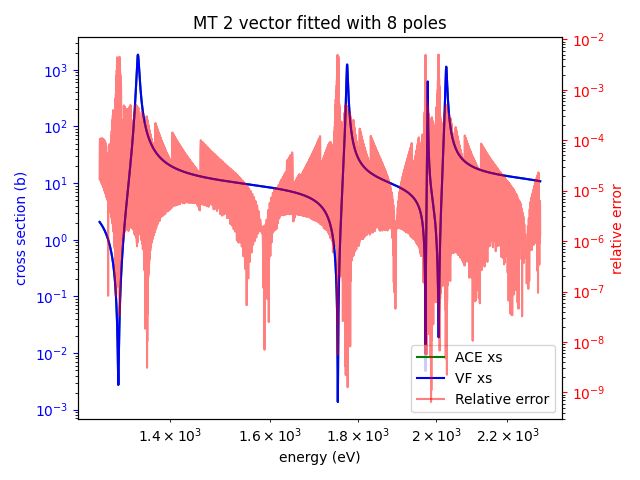 MT 2 vector fitted with 8 poles
10³
10²
10¹
10⁰
10⁻¹
10⁻²
10⁻³
cross section (b)
10⁻²
10⁻³
10⁻⁴
10⁻⁵
10⁻⁶
10⁻⁷
10⁻⁸
10⁻⁹
relative error
ACE xs
VF xs
Relative error
1.4 × 10³ 1.6 × 10³ 1.8 × 10³ 2 × 10³ 2.2 × 10³
energy (eV)